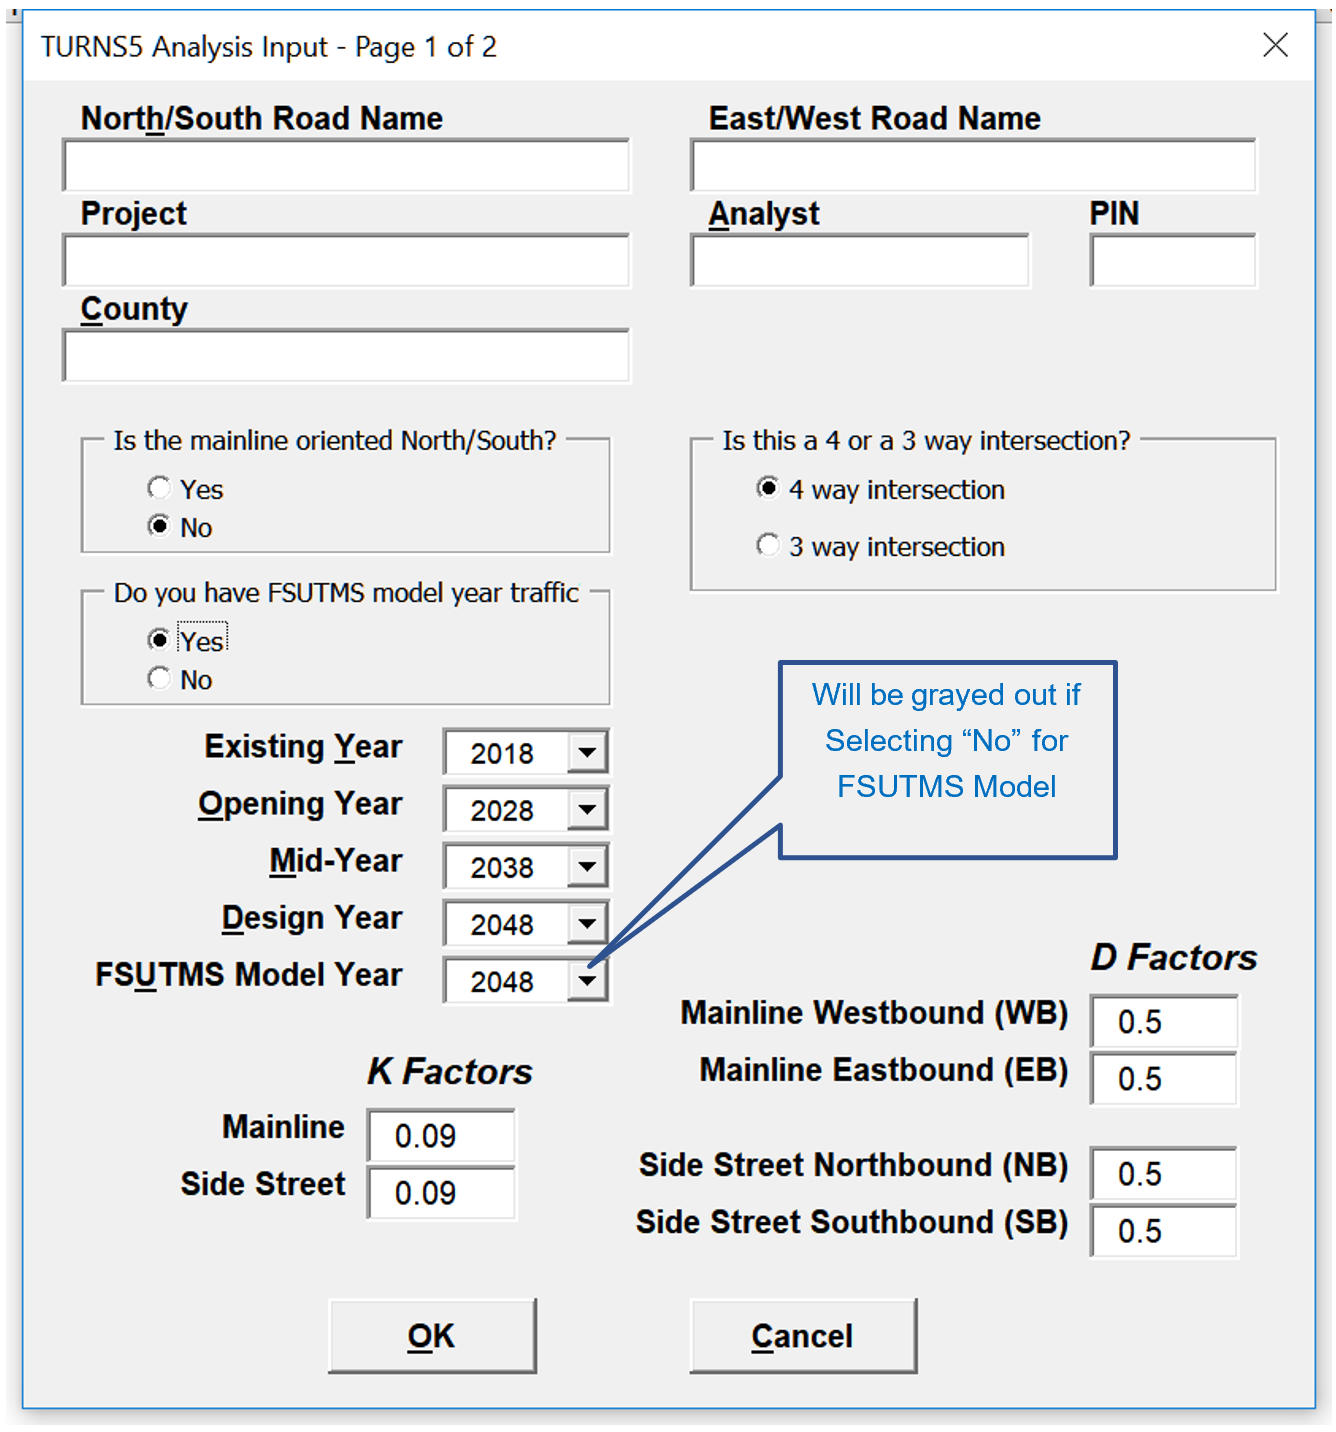 TURNS5 Analysis Input - Page 1 of 2
North/South Road Name
East/West Road Name
Project
Analyst
PIN
County
Is the mainline oriented North/South?
Yes
No
Is this a 4 or a 3 way intersection?
4 way intersection
3 way intersection
Do you have FSUTMS model year traffic
Yes
No
Will be grayed out if
Selecting “No” for
FSUTMS Model
Existing Year 2018
Opening Year 2028
Mid-Year 2038
Design Year 2048
FSUTMS Model Year 2048
K Factors
Mainline 0.09
Side Street 0.09
D Factors
Mainline Westbound (WB) 0.5
Mainline Eastbound (EB) 0.5
Side Street Northbound (NB) 0.5
Side Street Southbound (SB) 0.5
OK
Cancel